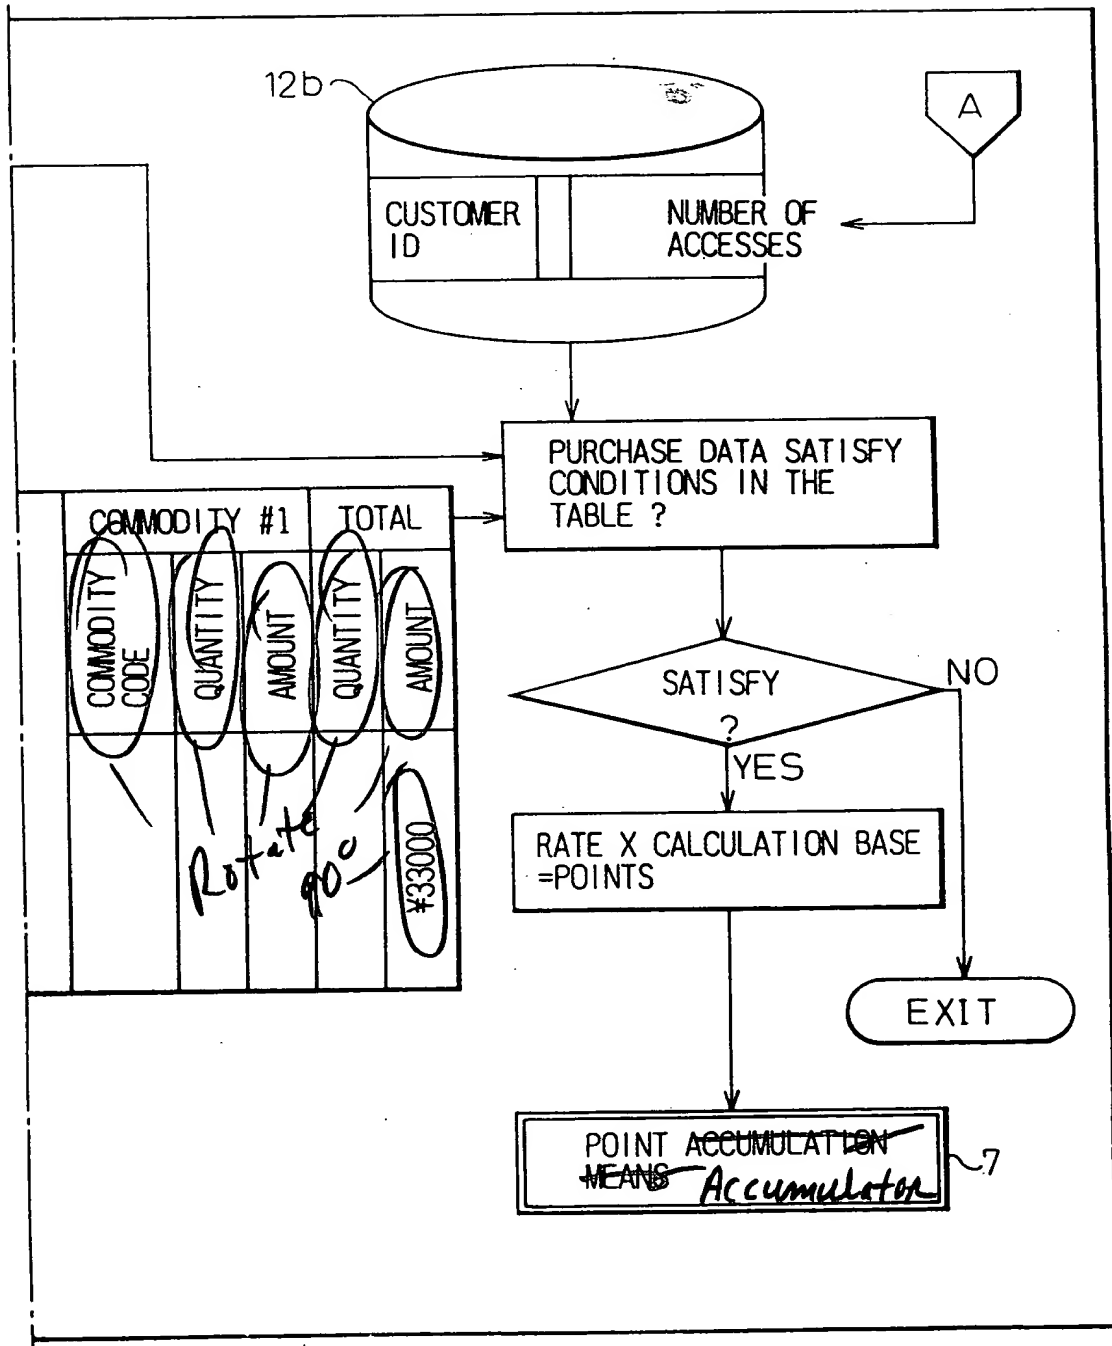 12b
A
CUSTOMER
ID
NUMBER OF
ACCESSES
PURCHASE DATA SATISFY
CONDITIONS IN THE
TABLE ?
COMMODITY #1
TOTAL
COMMODITY
CODE
QUANTITY
AMOUNT
QUANTITY
AMOUNT
¥33000
Rotate 90°
SATISFY
?
NO
YES
RATE X CALCULATION BASE
=POINTS
EXIT
POINT ACCUMULATION
MEANS Accumulator
7